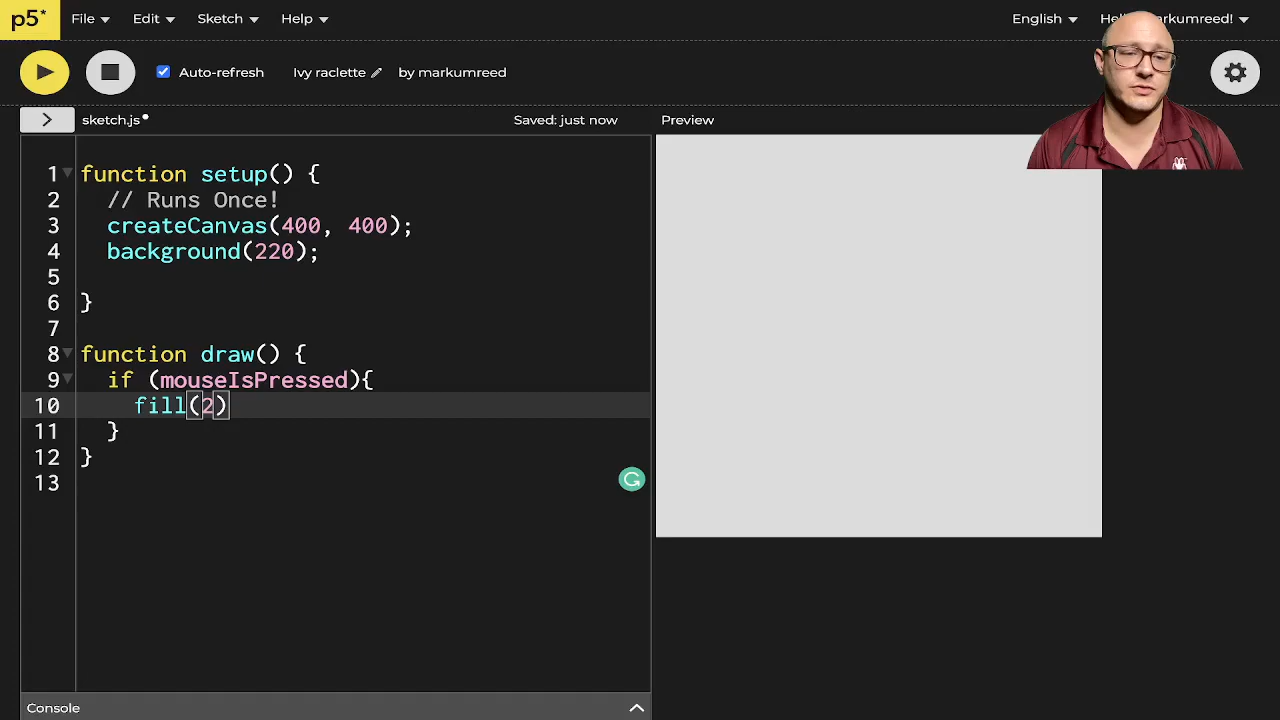 p5* File Edit Sketch Help English
Auto-refresh Ivy raclette by markumreed
> sketch.js Saved: just now Preview
1 function setup() {
2 // Runs Once!
3 createCanvas(400, 400);
4 background(220);
5
6 }
7
8 function draw() {
9 if (mouseIsPressed){
10 fill(2)
11 }
12 }
13
Console